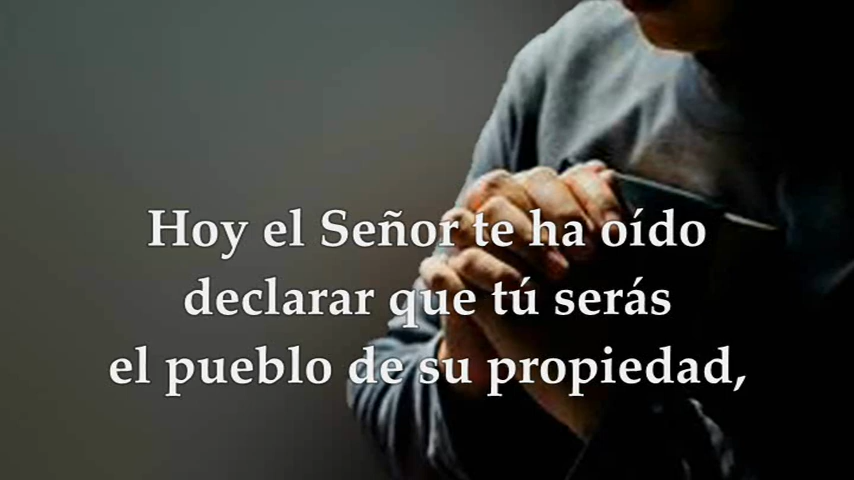 Hoy el Señor te ha oído
declarar que tú serás
el pueblo de su propiedad,